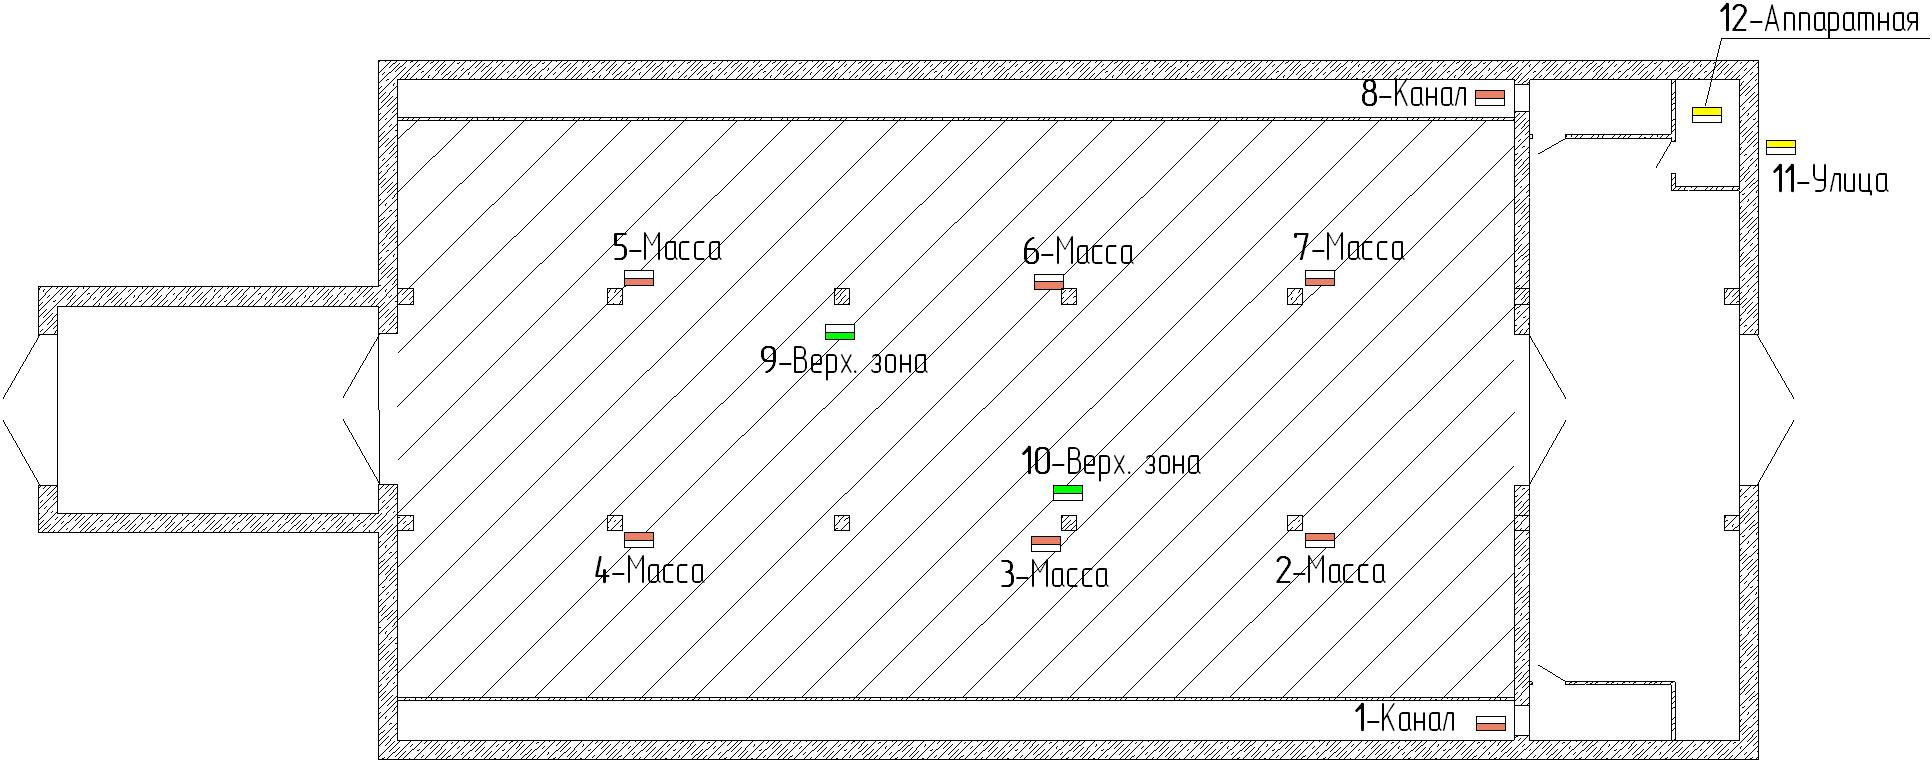 12-Аппаратная
8-Канал
11-Улица
5-Масса
6-Масса
7-Масса
9-Верх. зона
10-Верх. зона
4-Масса
3-Масса
2-Масса
1-Канал